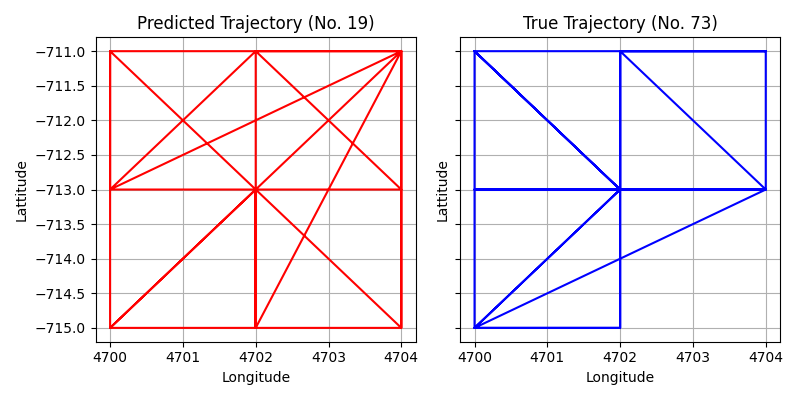 Predicted Trajectory (No. 19)
−711.0
−711.5
−712.0
−712.5
−713.0
−713.5
−714.0
−714.5
−715.0
Lattitude
4700 4701 4702 4703 4704
Longitude
True Trajectory (No. 73)
Lattitude
4700 4701 4702 4703 4704
Longitude